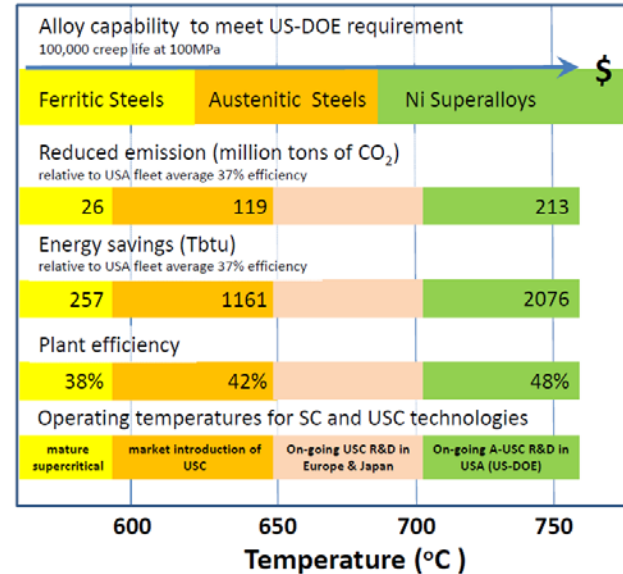 Alloy capability to meet US-DOE requirement
100,000 creep life at 100MPa
$
Ferritic Steels Austenitic Steels Ni Superalloys
Reduced emission (million tons of CO₂)
relative to USA fleet average 37% efficiency
26 119 213
Energy savings (Tbtu)
relative to USA fleet average 37% efficiency
257 1161 2076
Plant efficiency
38% 42% 48%
Operating temperatures for SC and USC technologies
mature market introduction of On-going USC R&D in On-going A-USC R&D in
supercritical USC Europe & Japan USA (US-DOE)
600 650 700 750
Temperature (°C )